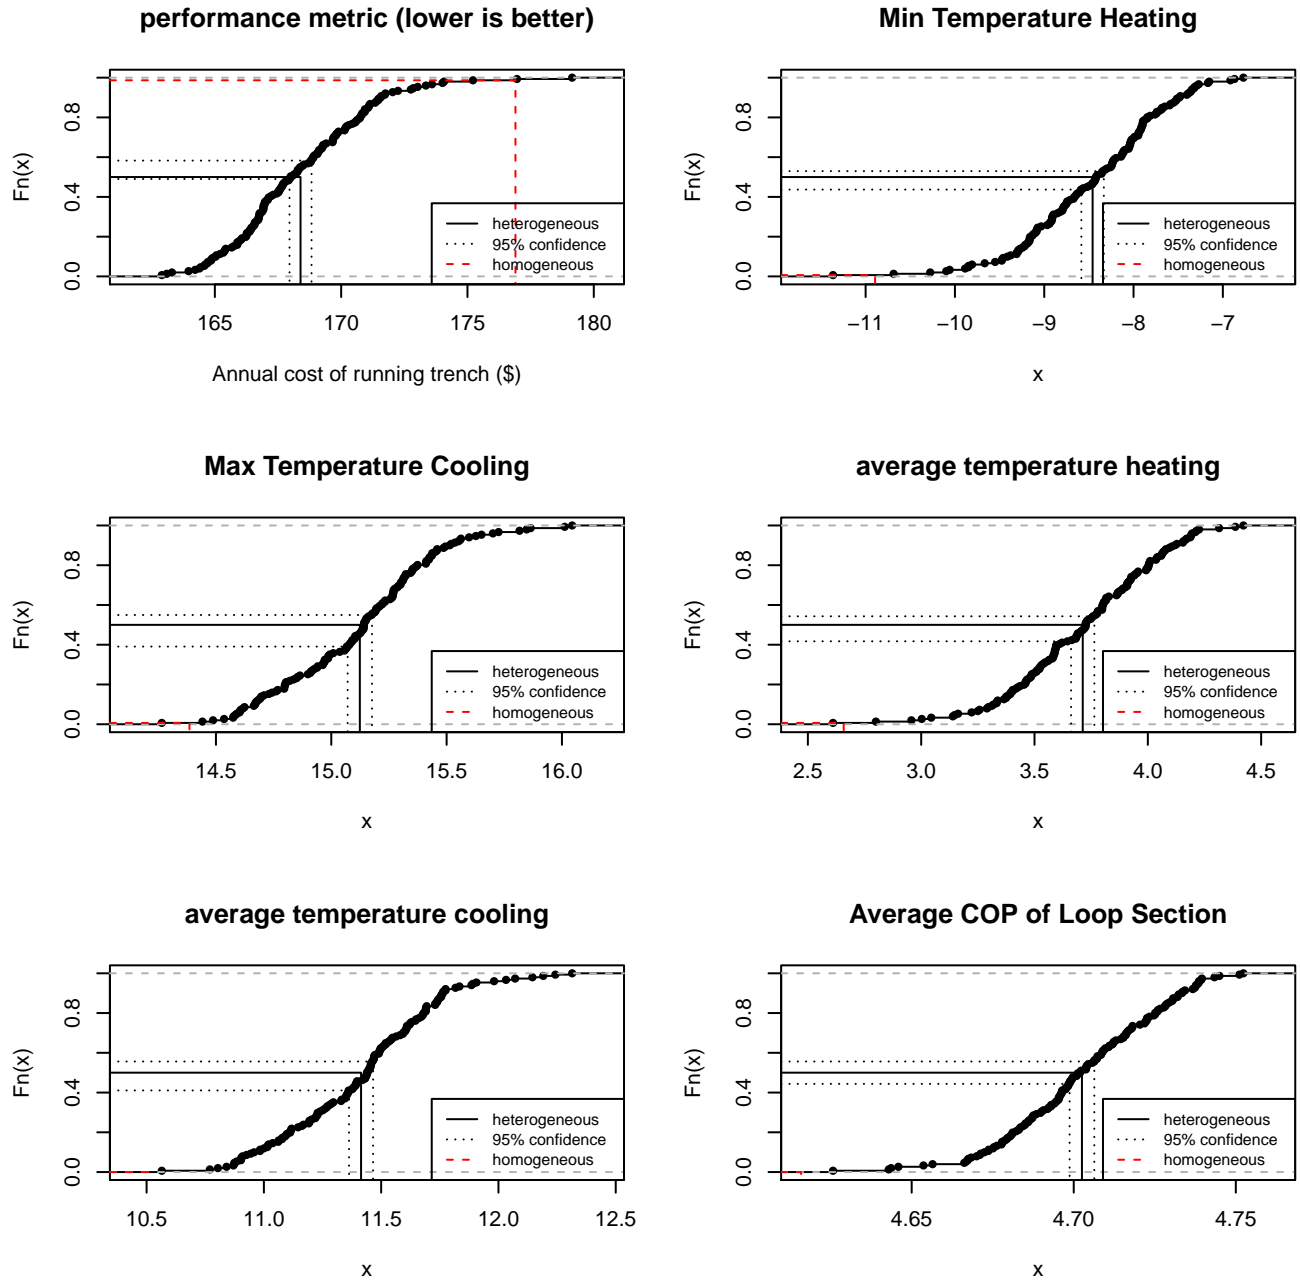 performance metric (lower is better)
Fn(x)
0.0 0.4 0.8
heterogeneous
95% confidence
homogeneous
165 170 175 180
Annual cost of running trench ($)
Min Temperature Heating
Fn(x)
0.0 0.4 0.8
heterogeneous
95% confidence
homogeneous
−11 −10 −9 −8 −7
x
Max Temperature Cooling
Fn(x)
0.0 0.4 0.8
heterogeneous
95% confidence
homogeneous
14.5 15.0 15.5 16.0
x
average temperature heating
Fn(x)
0.0 0.4 0.8
heterogeneous
95% confidence
homogeneous
2.5 3.0 3.5 4.0 4.5
x
average temperature cooling
Fn(x)
0.0 0.4 0.8
heterogeneous
95% confidence
homogeneous
10.5 11.0 11.5 12.0 12.5
x
Average COP of Loop Section
Fn(x)
0.0 0.4 0.8
heterogeneous
95% confidence
homogeneous
4.65 4.70 4.75
x